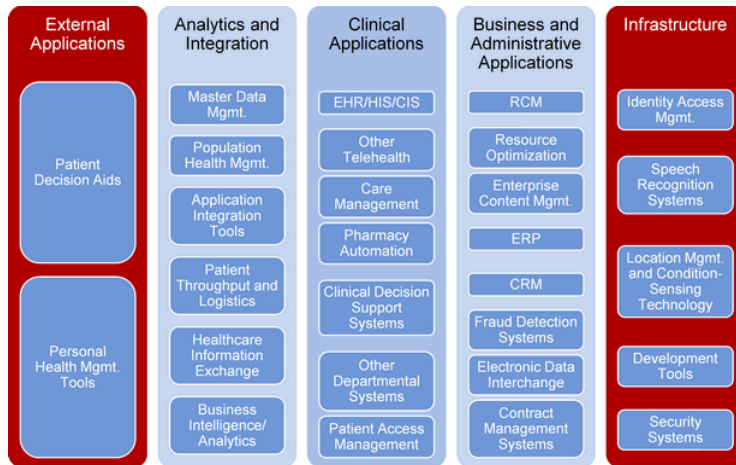 External
Applications
Patient
Decision Aids
Personal
Health Mgmt.
Tools
Analytics and
Integration
Master Data
Mgmt.
Population
Health Mgmt.
Application
Integration
Tools
Patient
Throughput and
Logistics
Healthcare
Information
Exchange
Business
Intelligence/
Analytics
Clinical
Applications
EHR/HIS/CIS
Other
Telehealth
Care
Management
Pharmacy
Automation
Clinical Decision
Support
Systems
Other
Departmental
Systems
Patient Access
Management
Business and
Administrative
Applications
RCM
Resource
Optimization
Enterprise
Content Mgmt.
ERP
CRM
Fraud Detection
Systems
Electronic Data
Interchange
Contract
Management
Systems
Infrastructure
Identity Access
Mgmt.
Speech
Recognition
Systems
Location Mgmt.
and Condition-
Sensing
Technology
Development
Tools
Security
Systems